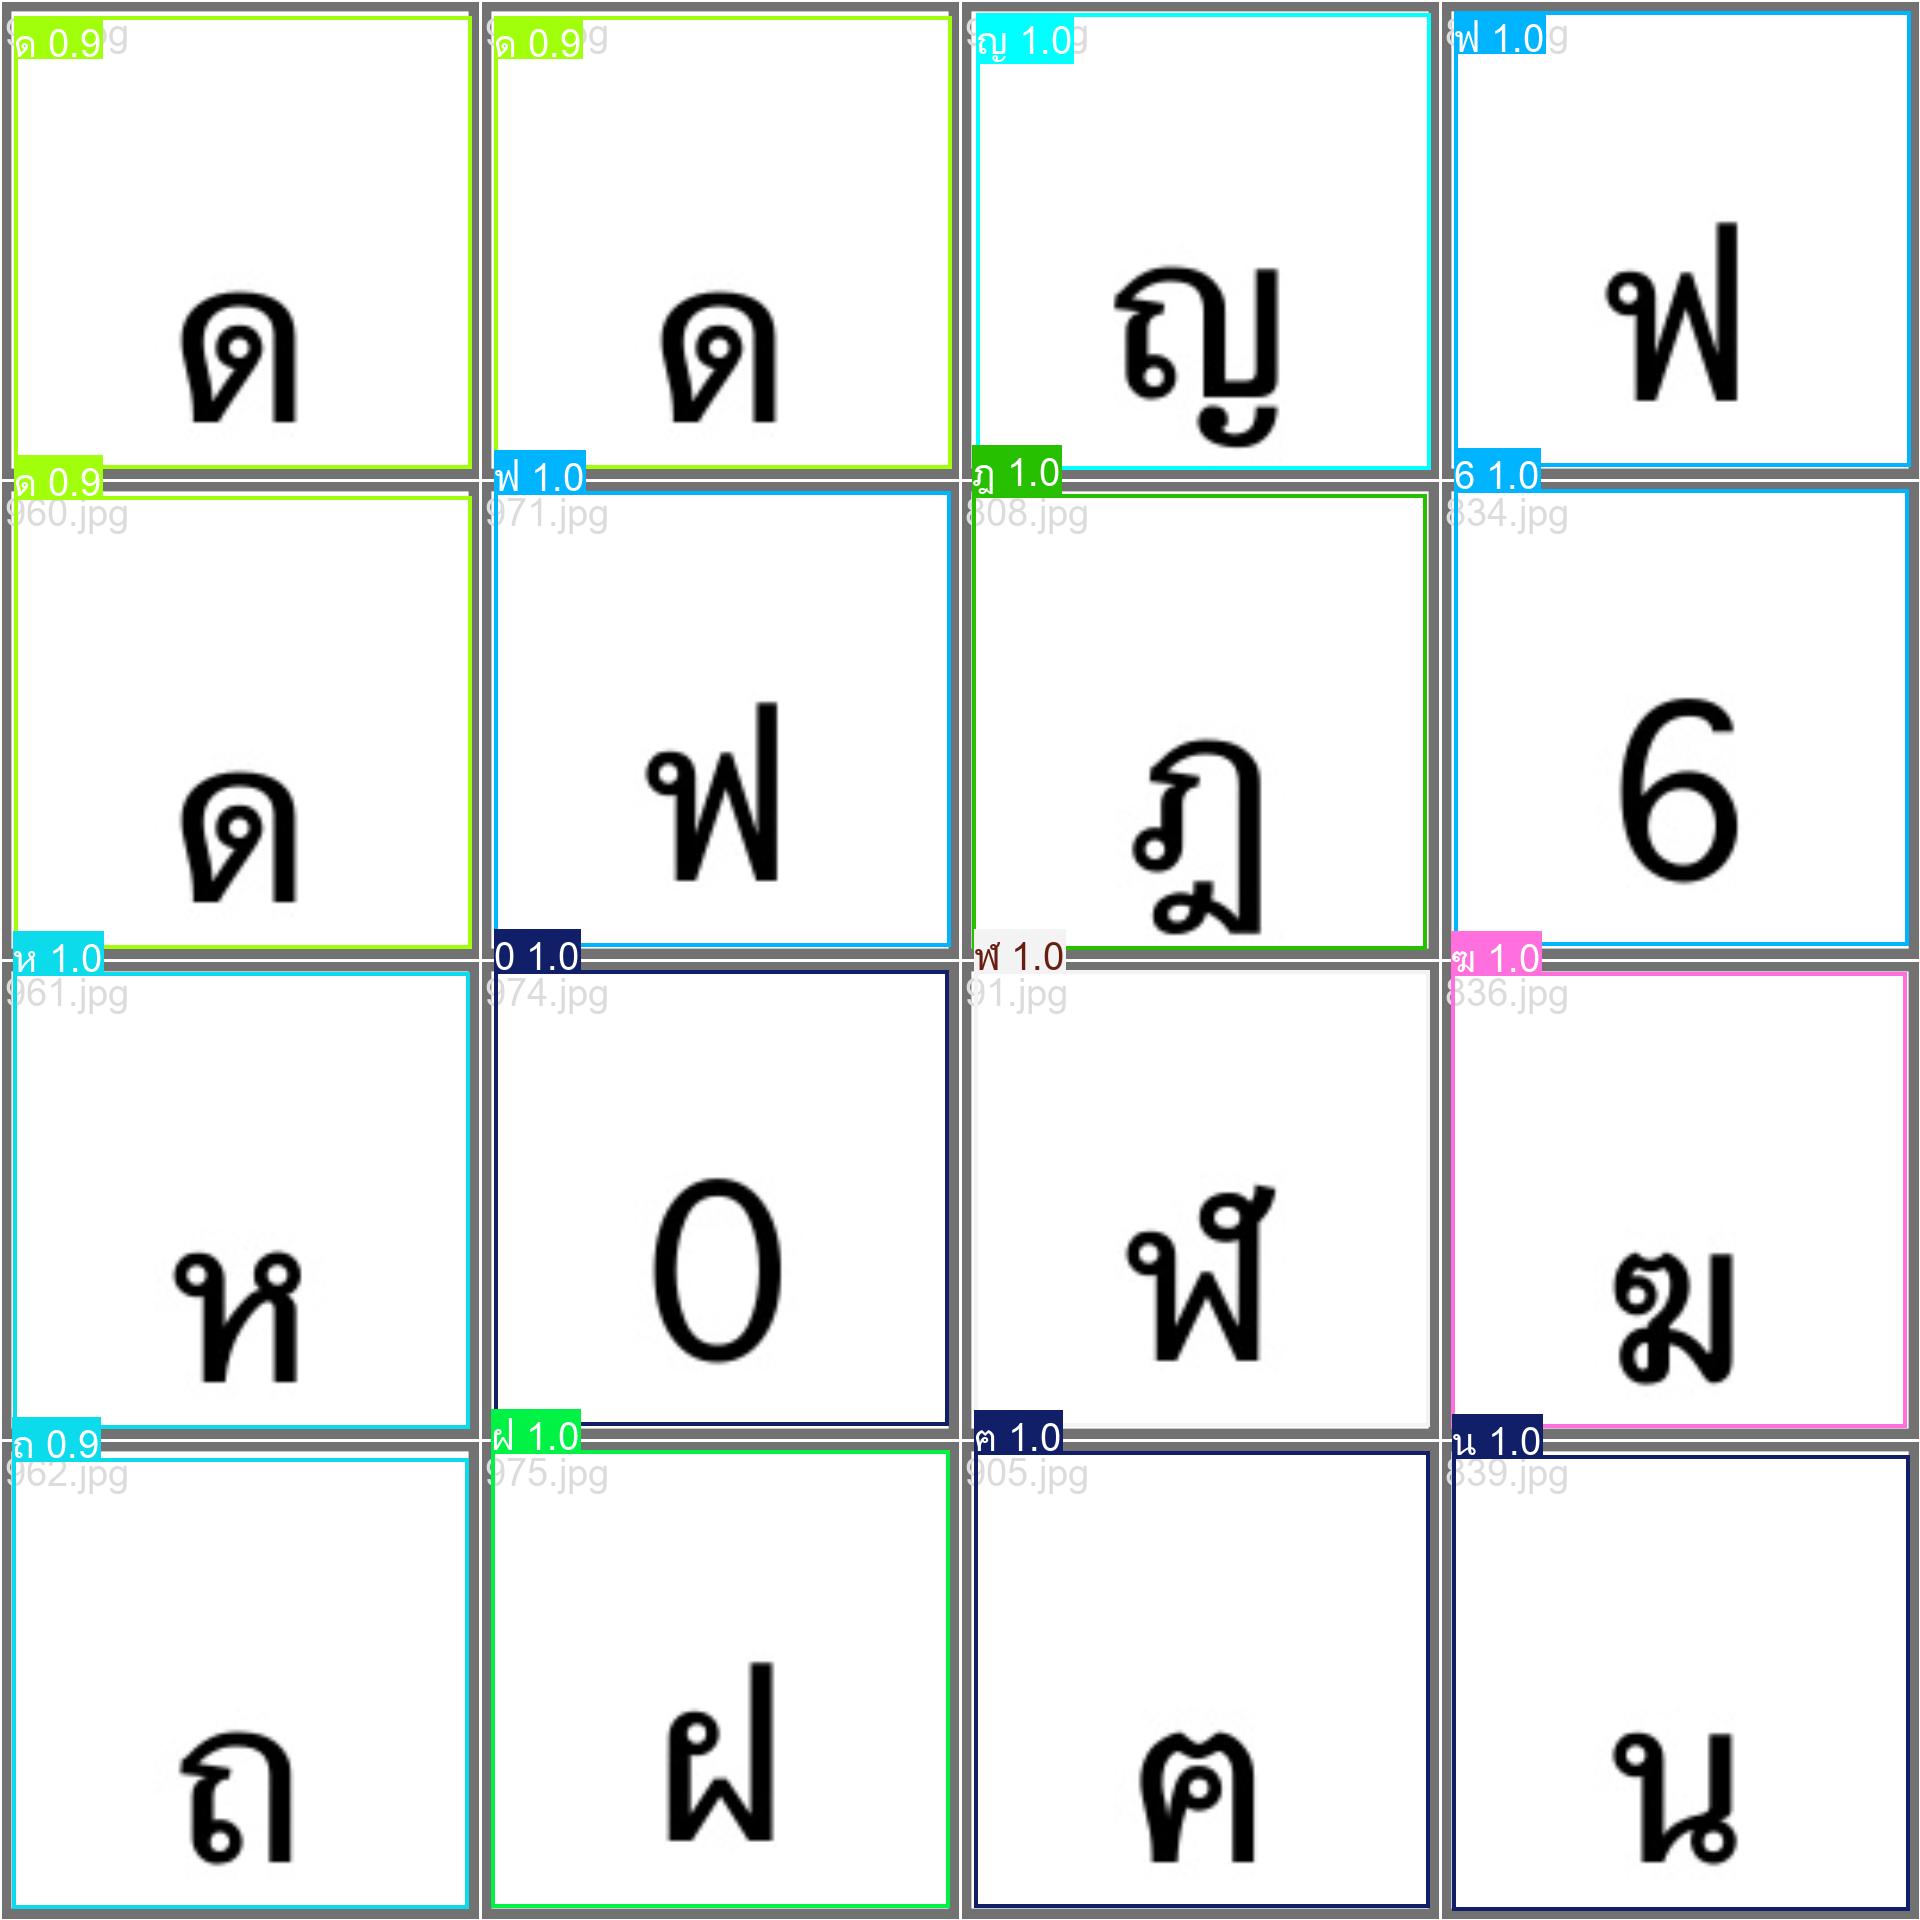 ด 0.9 ด 0.9 ญ 1.0 ฟ 1.0
ด ด ญ ฟ
ด 0.9 ฟ 1.0 ฎ 1.0 6 1.0
960.jpg 971.jpg 808.jpg 834.jpg
ด ฟ ฎ 6
ห 1.0 0 1.0 ฬ 1.0 ฆ 1.0
961.jpg 974.jpg 91.jpg 836.jpg
ห 0 ฬ ฆ
ถ 0.9 ฝ 1.0 ฅ 1.0 น 1.0
962.jpg 975.jpg 905.jpg 839.jpg
ถ ฝ ฅ น